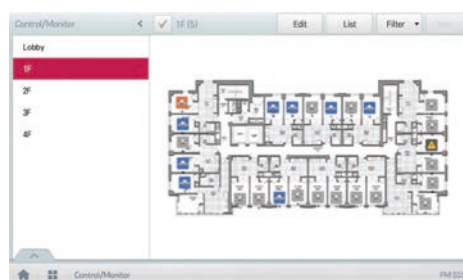 Control/Monitor < 1F (5) Edit List Filter
Lobby
1F
2F
3F
4F
Control/Monitor